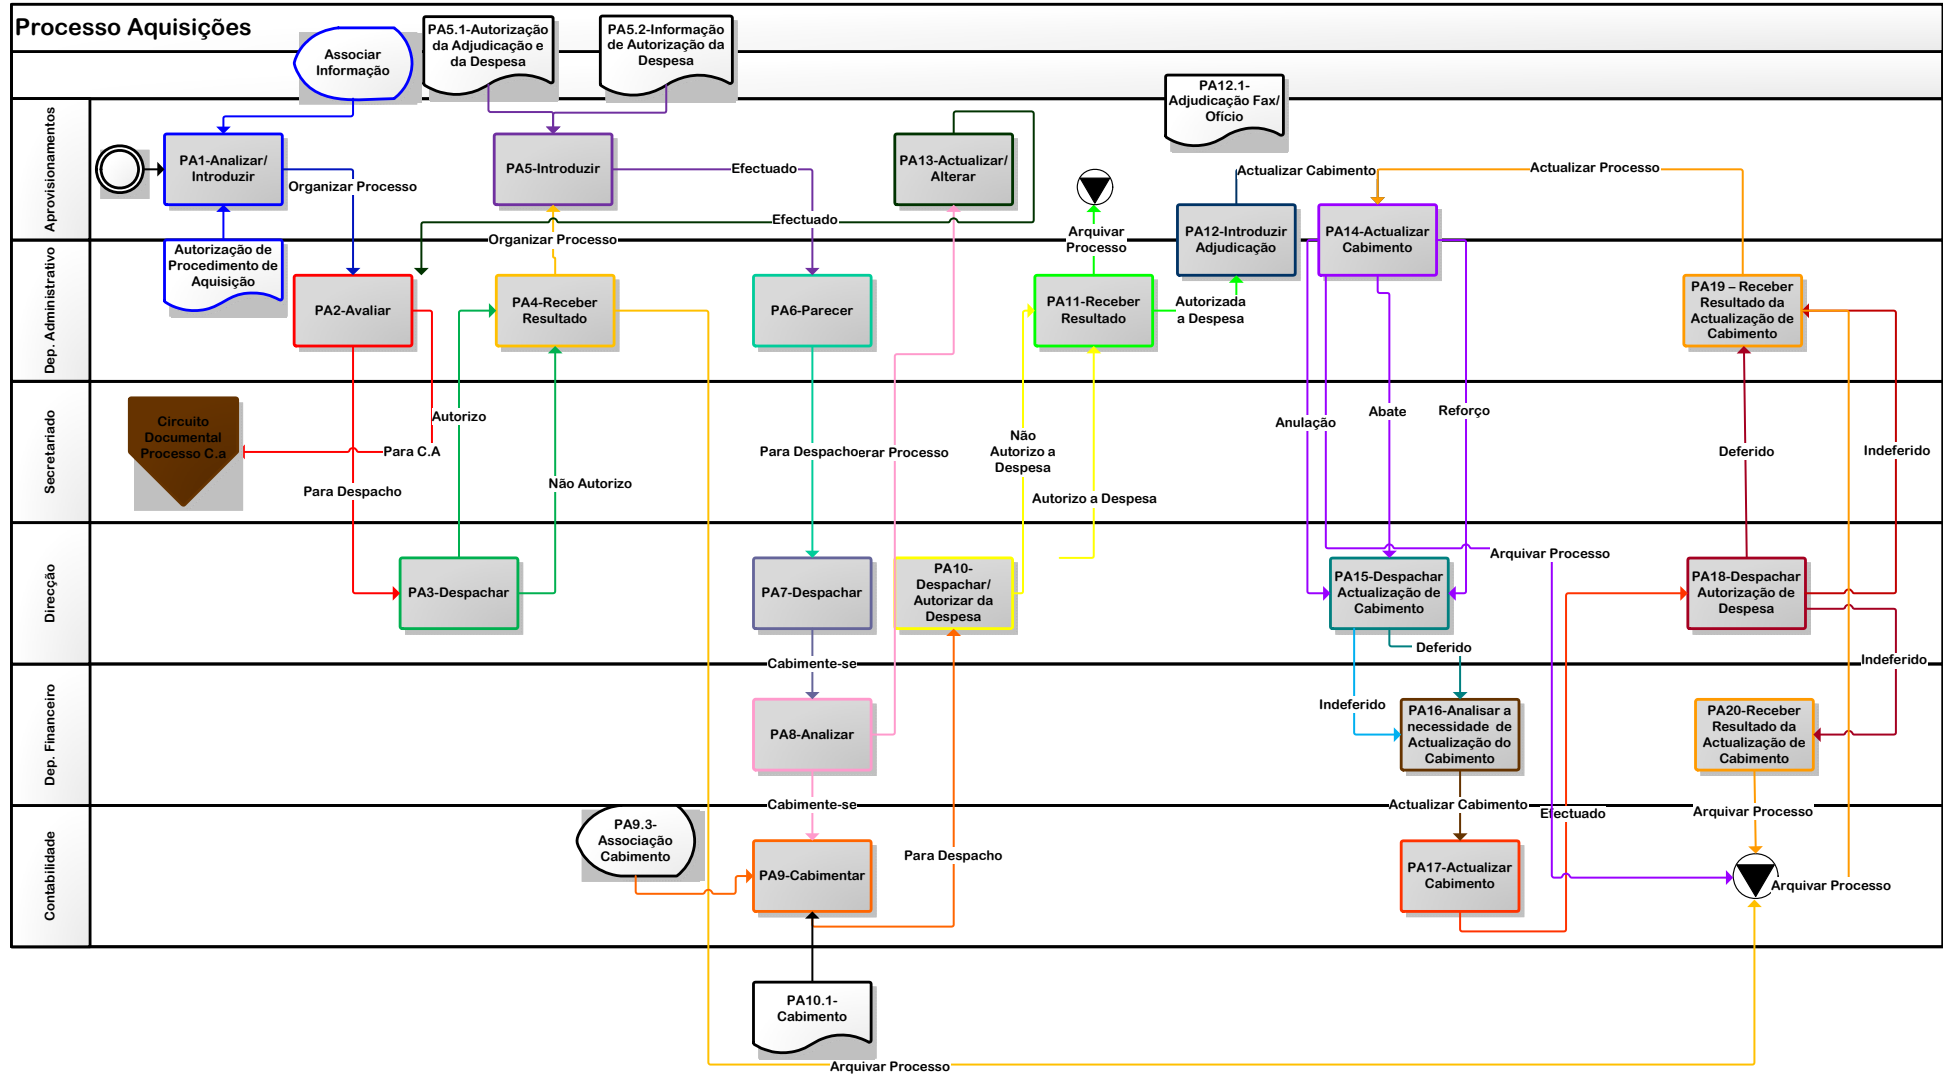 Processo Aquisições
Associar
Informação
PA5.1-Autorização
da Adjudicação e
da Despesa
PA5.2-Informação
de Autorização da
Despesa
PA12.1-
Adjudicação Fax/
Ofício
Aprovisionamentos
PA1-Analizar/
Introduzir
Organizar Processo
PA5-Introduzir
Efectuado
PA13-Actualizar/
Alterar
Efectuado
Actualizar Cabimento
Actualizar Processo
Arquivar
Processo
PA12-Introduzir
Adjudicação
PA14-Actualizar
Cabimento
Organizar Processo
Dep. Administrativo
Autorização de
Procedimento de
Aquisição
PA2-Avaliar
PA4-Receber
Resultado
PA6-Parecer
PA11-Receber
Resultado
Autorizada
a Despesa
PA19 – Receber
Resultado da
Actualização de
Cabimento
Secretariado
Circuito
Documental
Processo C.a
Autorizo
Para C.A
Para Despacho
Não Autorizo
Para Despacho
erar Processo
Não
Autorizo a
Despesa
Autorizo a Despesa
Anulação
Abate
Reforço
Deferido
Indeferido
Direcção
PA3-Despachar
PA7-Despachar
PA10-
Despachar/
Autorizar da
Despesa
PA15-Despachar
Actualização de
Cabimento
Arquivar Processo
PA18-Despachar
Autorização de
Despesa
Cabimente-se
Deferido
Indeferido
Dep. Financeiro
PA8-Analizar
Indeferido
PA16-Analisar a
necessidade de
Actualização do
Cabimento
PA20-Receber
Resultado da
Actualização de
Cabimento
Cabimente-se
Actualizar Cabimento
Efectuado
Arquivar Processo
Contabilidade
PA9.3-
Associação
Cabimento
PA9-Cabimentar
Para Despacho
PA17-Actualizar
Cabimento
Arquivar Processo
PA10.1-
Cabimento
Arquivar Processo